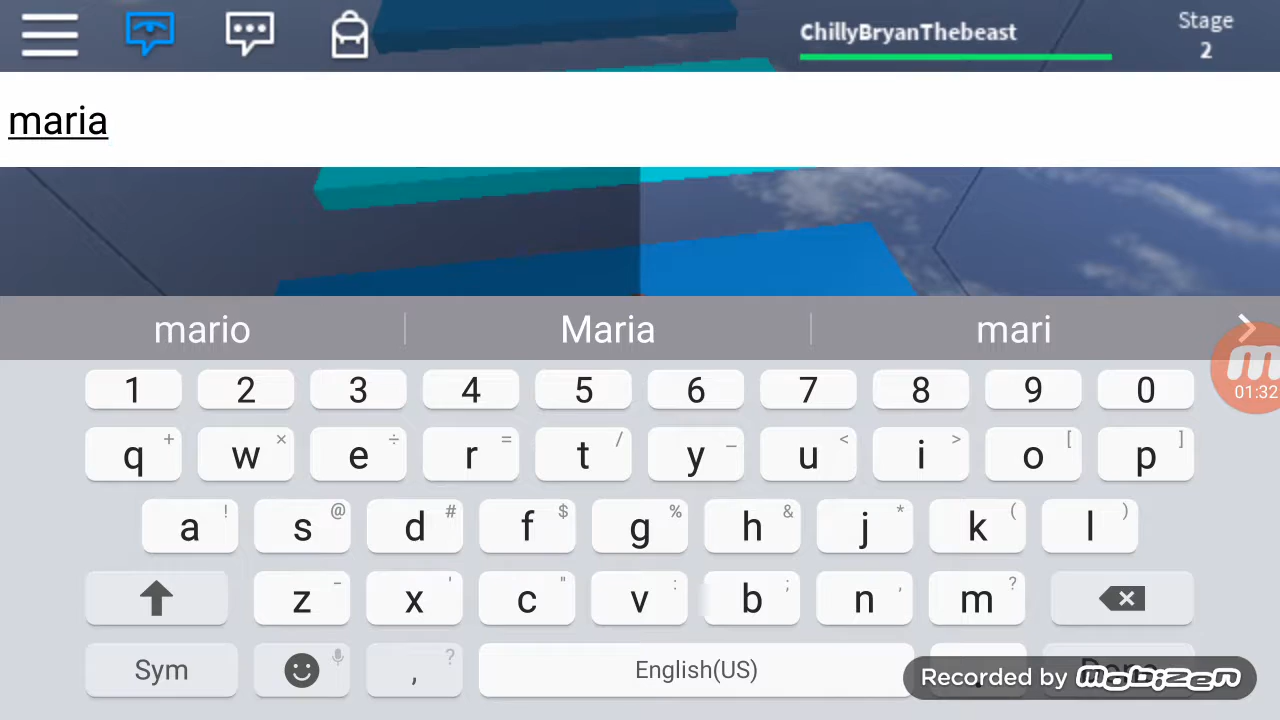 ChillyBryanThebeast
Stage
2
maria
mario Maria mari
01:32
1 2 3 4 5 6 7 8 9 0
q + w × e ÷ r = t / y _ u < i > o [ p ]
a ! s @ d # f $ g % h & j * k ( l )
z - x ' c " v : b ; n , m ?
Sym , ? English(US)
Recorded by mobizen